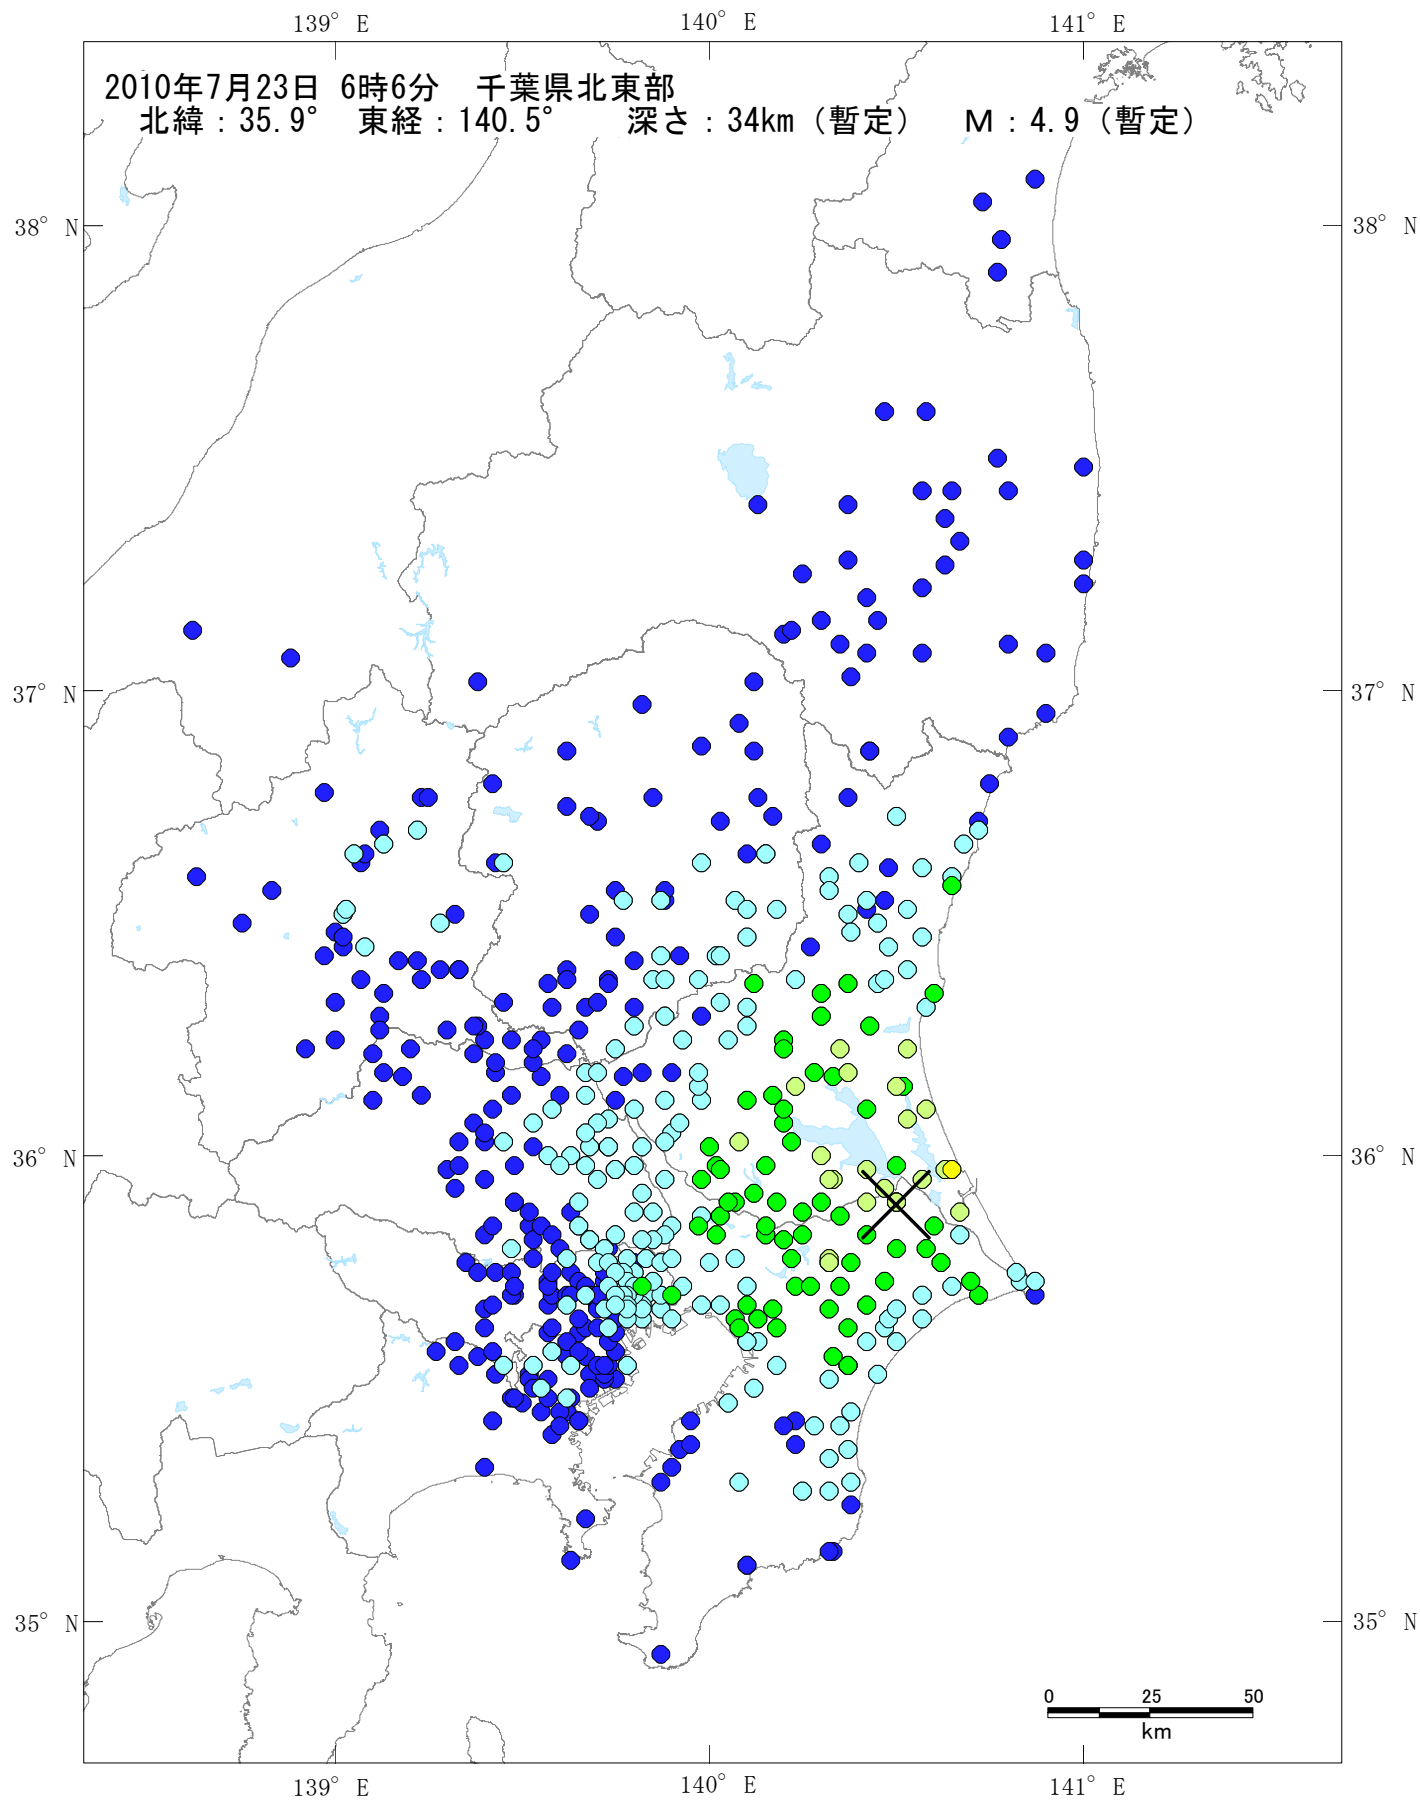 139° E 140° E 141° E
2010年7月23日 6時6分 千葉県北東部
北緯：35.9° 東経：140.5° 深さ：34km（暫定） M：4.9（暫定）
38° N 38° N
37° N 37° N
36° N 36° N
35° N 35° N
0 25 50
km
139° E 140° E 141° E